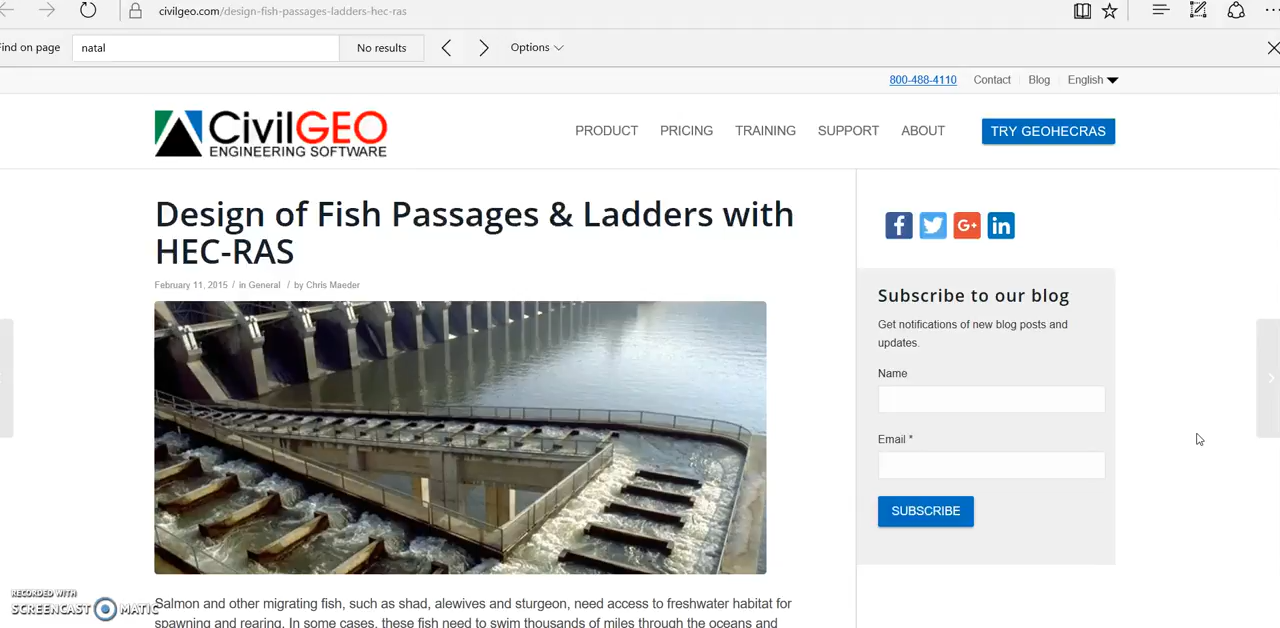 civilgeo.com/design-fish-passages-ladders-hec-ras
ind on page
natal
No results
Options
800-488-4110 Contact Blog English
CivilGEO
ENGINEERING SOFTWARE
PRODUCT PRICING TRAINING SUPPORT ABOUT TRY GEOHECRAS
Design of Fish Passages & Ladders with
HEC-RAS
February 11, 2015 / in General / by Chris Maeder
f G+ in
Subscribe to our blog
Get notifications of new blog posts and
updates.
Name
Email *
SUBSCRIBE
RECORDED WITH
SCREENCAST MATIC
Salmon and other migrating fish, such as shad, alewives and sturgeon, need access to freshwater habitat for
spawning and rearing. In some cases, these fish need to swim thousands of miles through the oceans and